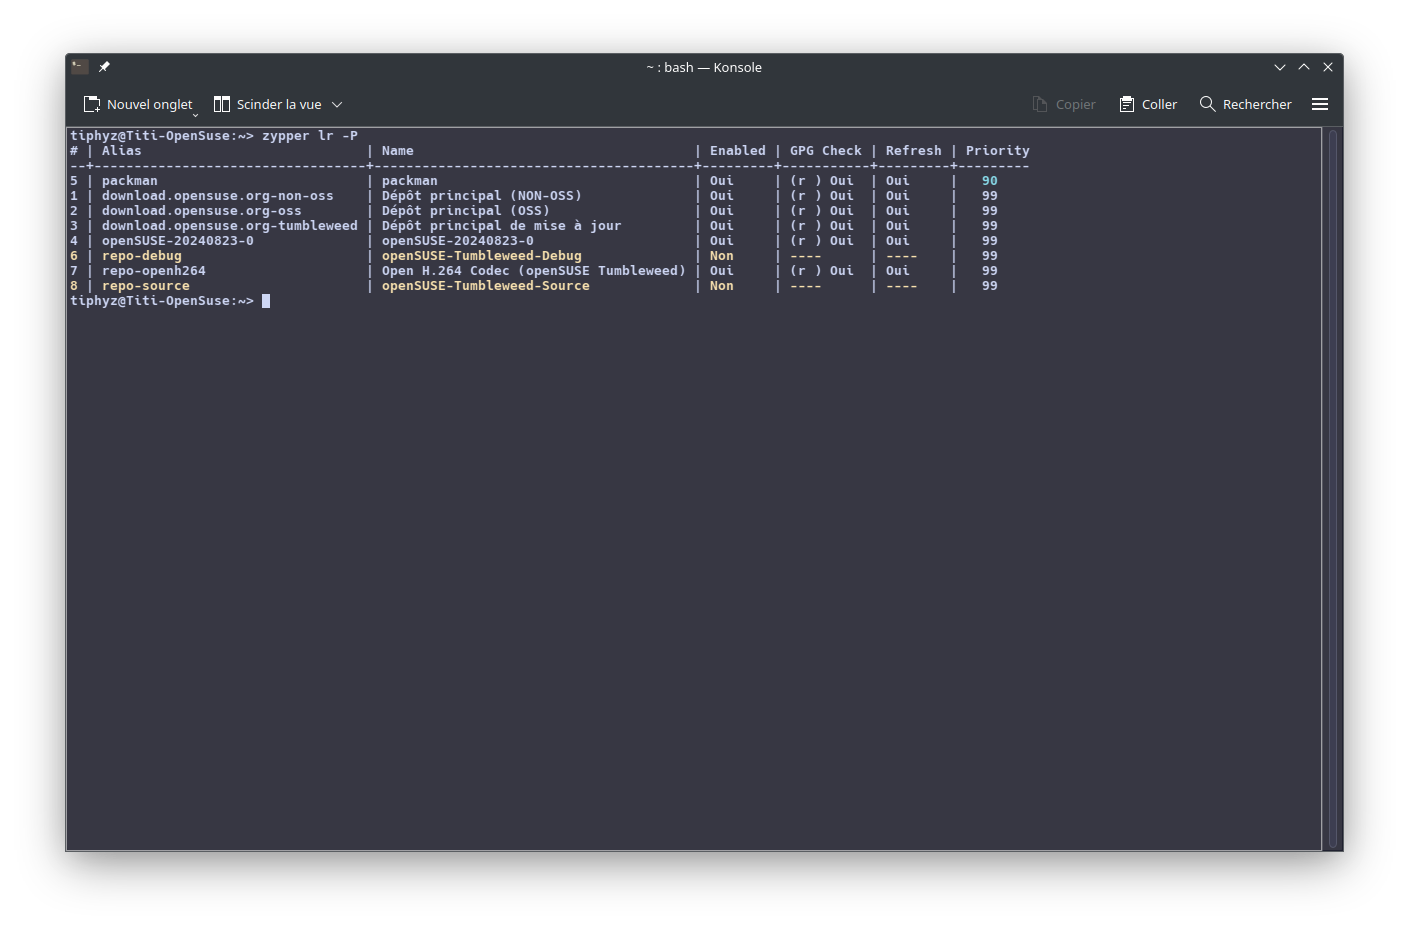 ~ : bash — Konsole
Nouvel onglet Scinder la vue Copier Coller Rechercher
tiphyz@Titi-OpenSuse:~> zypper lr -P
# | Alias                            | Name                                   | Enabled | GPG Check | Refresh | Priority
--+----------------------------------+----------------------------------------+---------+-----------+---------+---------
5 | packman                          | packman                                | Oui     | (r ) Oui  | Oui     |   90
1 | download.opensuse.org-non-oss    | Dépôt principal (NON-OSS)              | Oui     | (r ) Oui  | Oui     |   99
2 | download.opensuse.org-oss        | Dépôt principal (OSS)                  | Oui     | (r ) Oui  | Oui     |   99
3 | download.opensuse.org-tumbleweed | Dépôt principal de mise à jour         | Oui     | (r ) Oui  | Oui     |   99
4 | openSUSE-20240823-0              | openSUSE-20240823-0                    | Oui     | (r ) Oui  | Oui     |   99
6 | repo-debug                       | openSUSE-Tumbleweed-Debug              | Non     | ----      | ----    |   99
7 | repo-openh264                    | Open H.264 Codec (openSUSE Tumbleweed) | Oui     | (r ) Oui  | Oui     |   99
8 | repo-source                      | openSUSE-Tumbleweed-Source             | Non     | ----      | ----    |   99
tiphyz@Titi-OpenSuse:~>